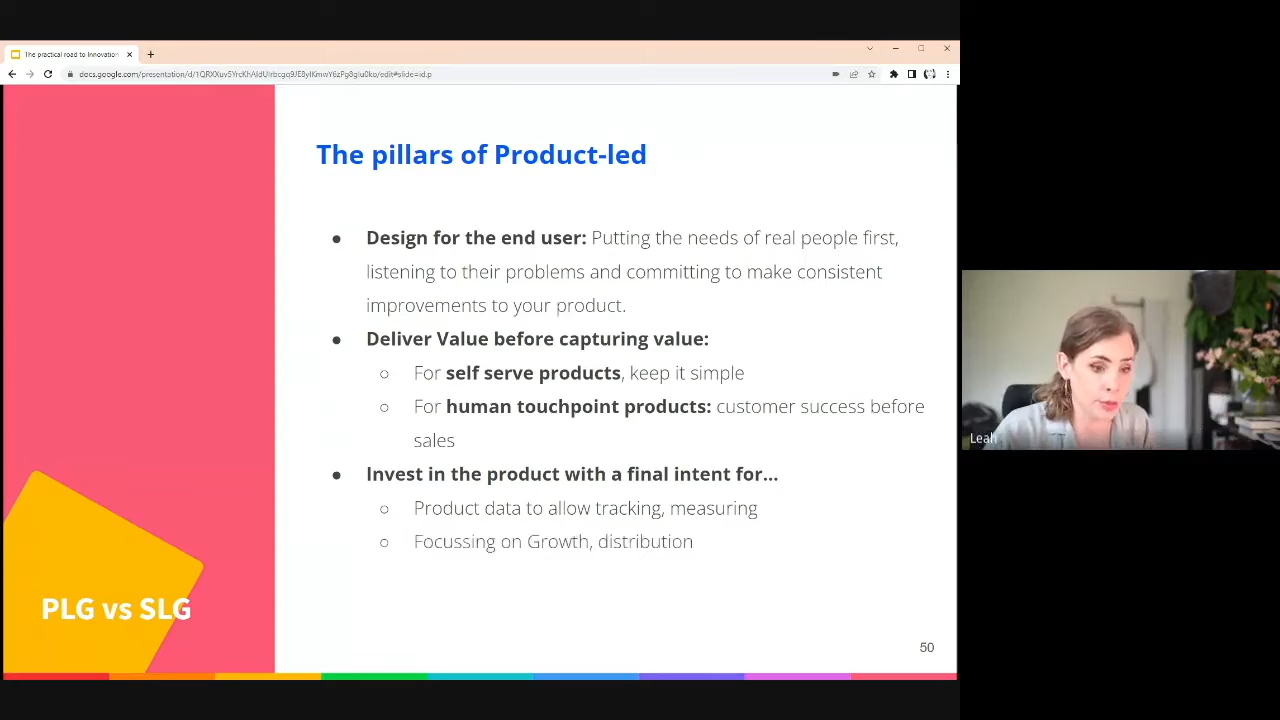 The practical road to innovation
docs.google.com/presentation/d/
The pillars of Product-led
● Design for the end user: Putting the needs of real people first,
listening to their problems and committing to make consistent
improvements to your product.
● Deliver Value before capturing value:
○ For self serve products, keep it simple
○ For human touchpoint products: customer success before
sales
● Invest in the product with a final intent for...
○ Product data to allow tracking, measuring
○ Focussing on Growth, distribution
PLG vs SLG
50
Leah